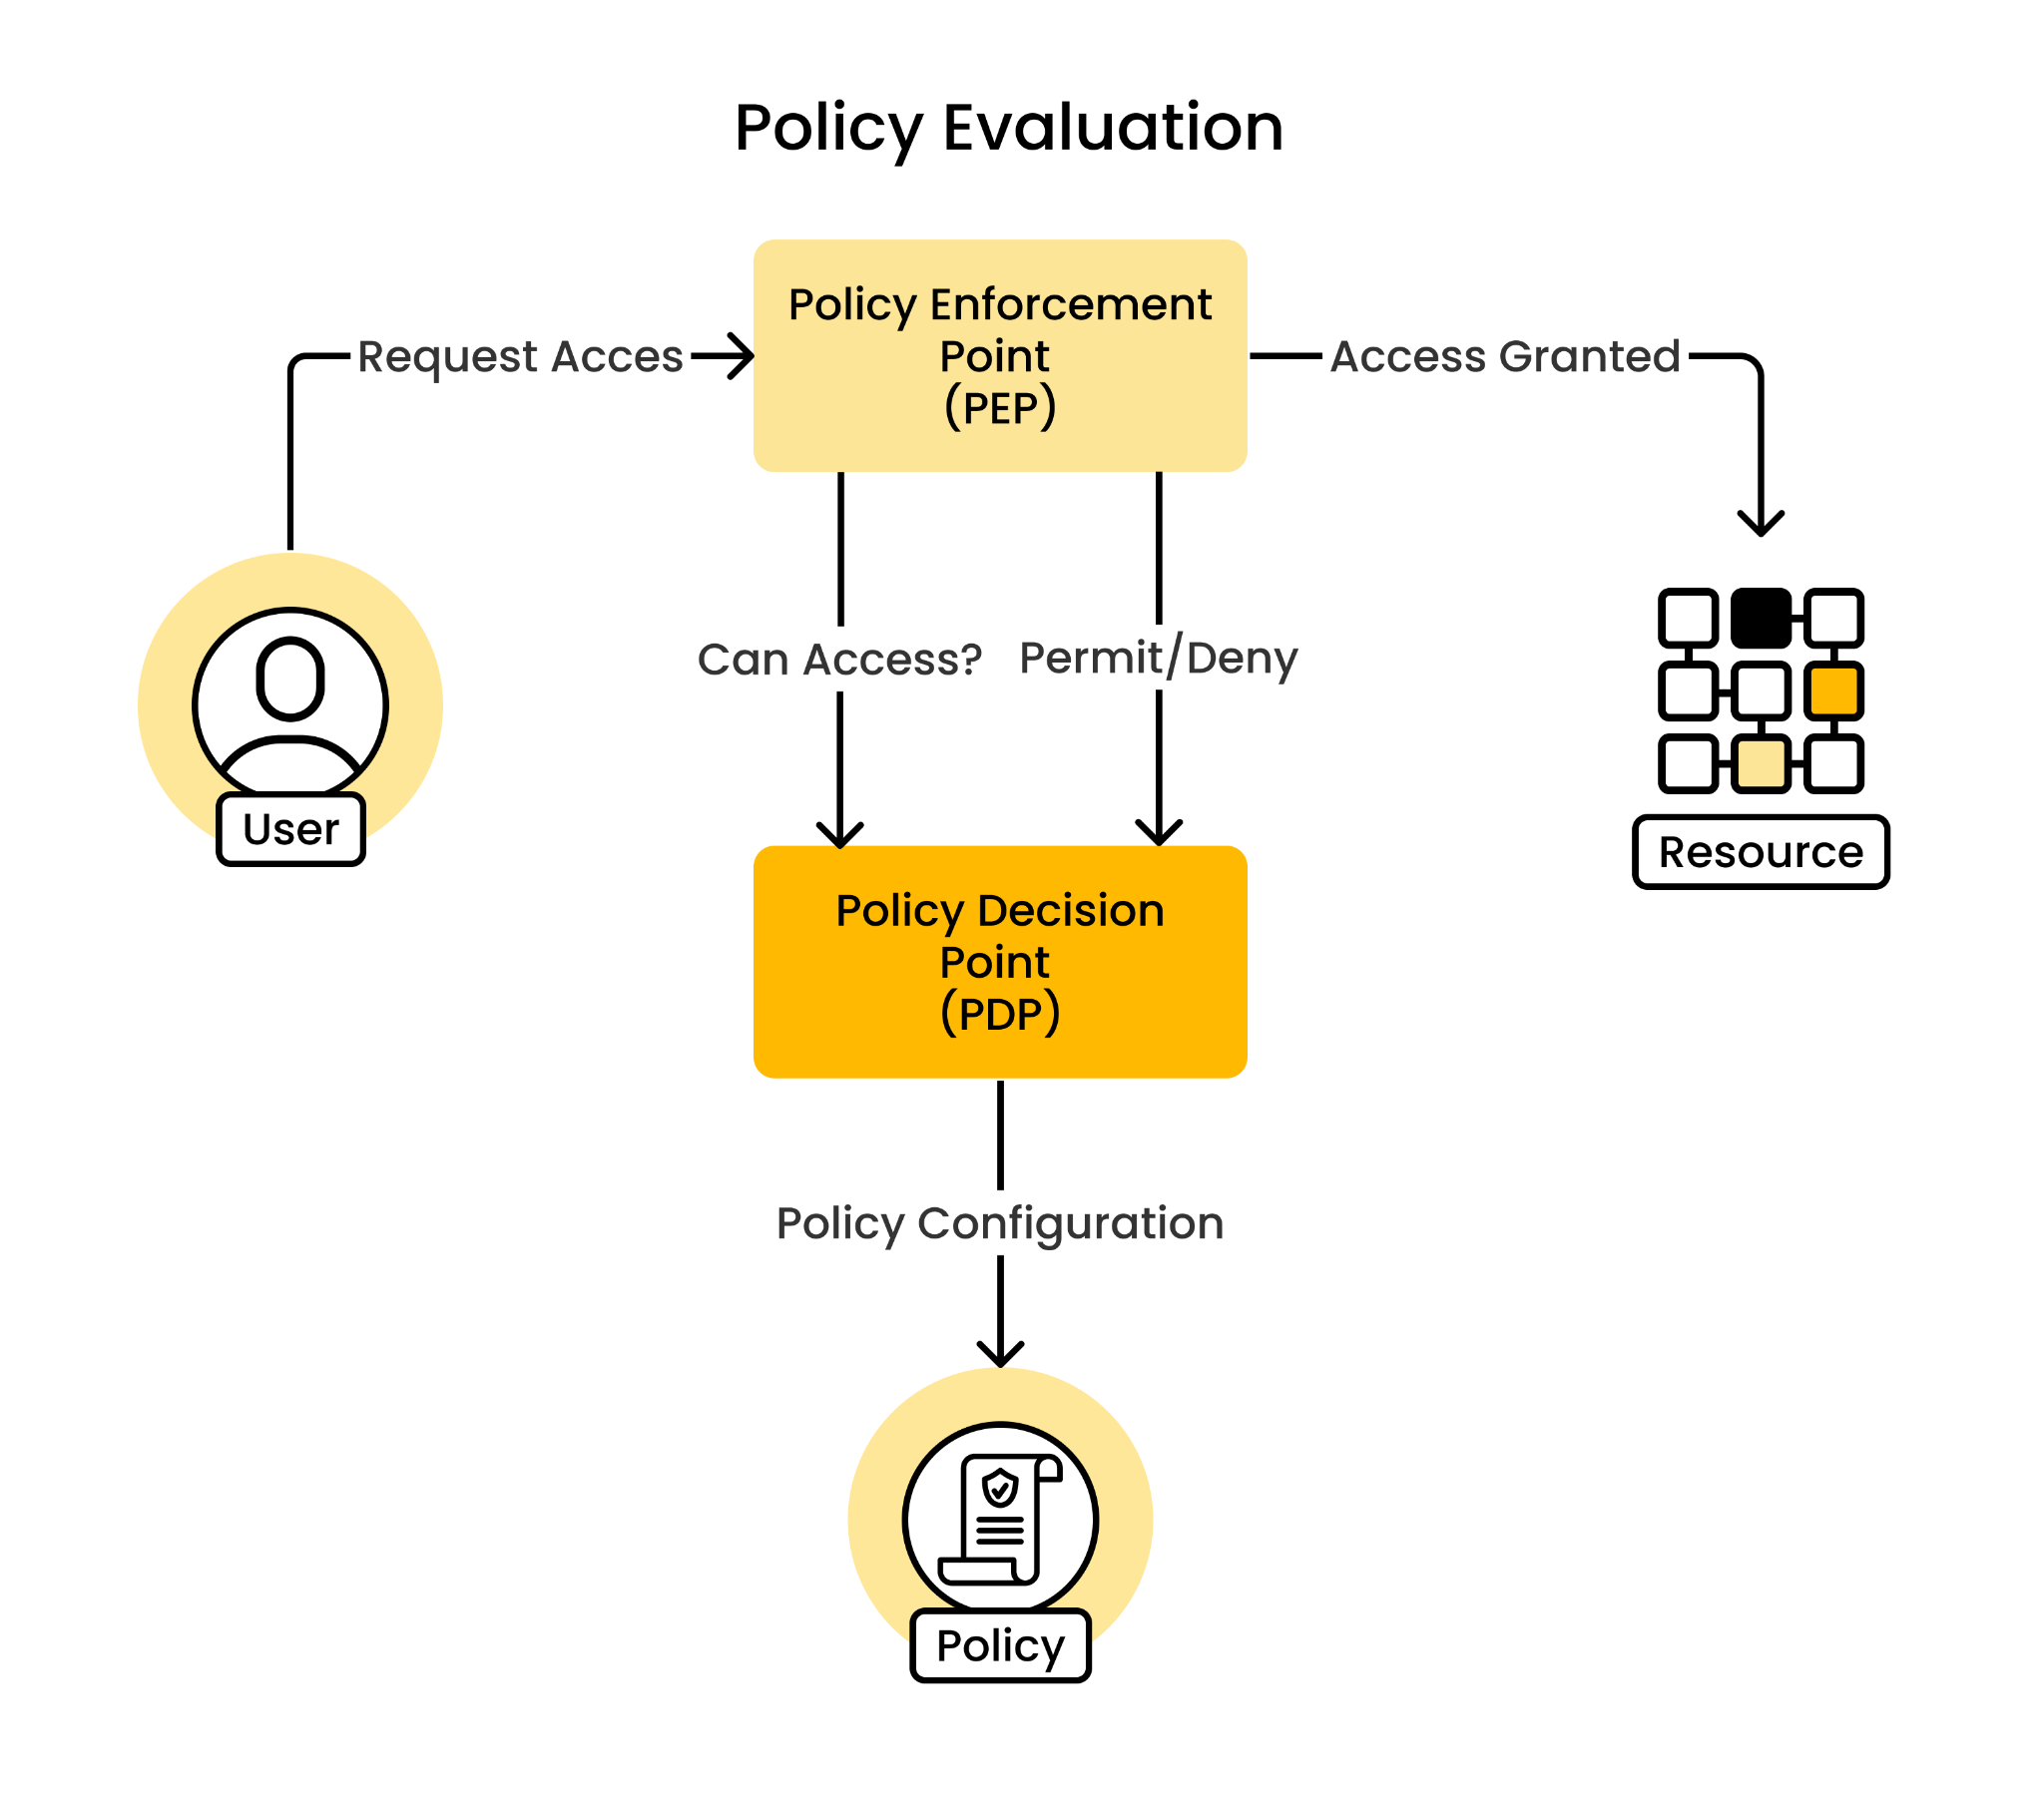 Policy Evaluation
Policy Enforcement
Point
(PEP)
Request Acces
Access Granted
Can Access?
Permit/Deny
User
Resource
Policy Decision
Point
(PDP)
Policy Configuration
Policy